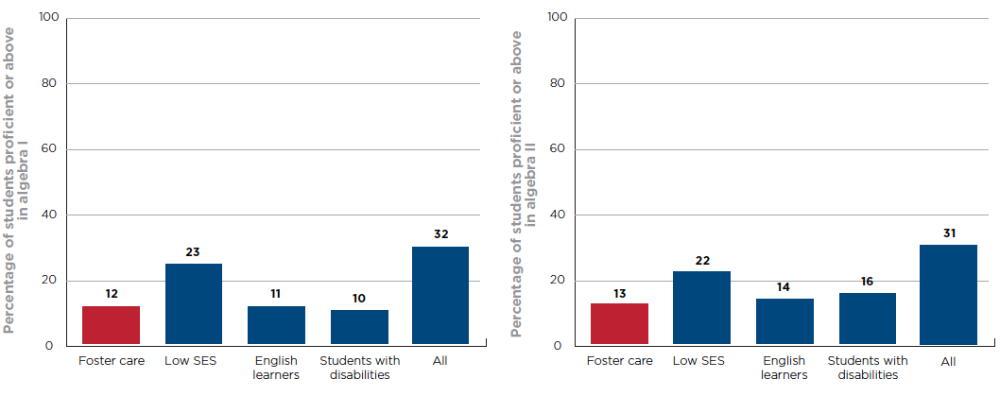 Percentage of students proficient or above
in algebra I
100
80
60
40
20
0
12
23
11
10
32
Foster care
Low SES
English
learners
Students with
disabilities
All
Percentage of students proficient or above
in algebra II
100
80
60
40
20
0
13
22
14
16
31
Foster care
Low SES
English
learners
Students with
disabilities
All